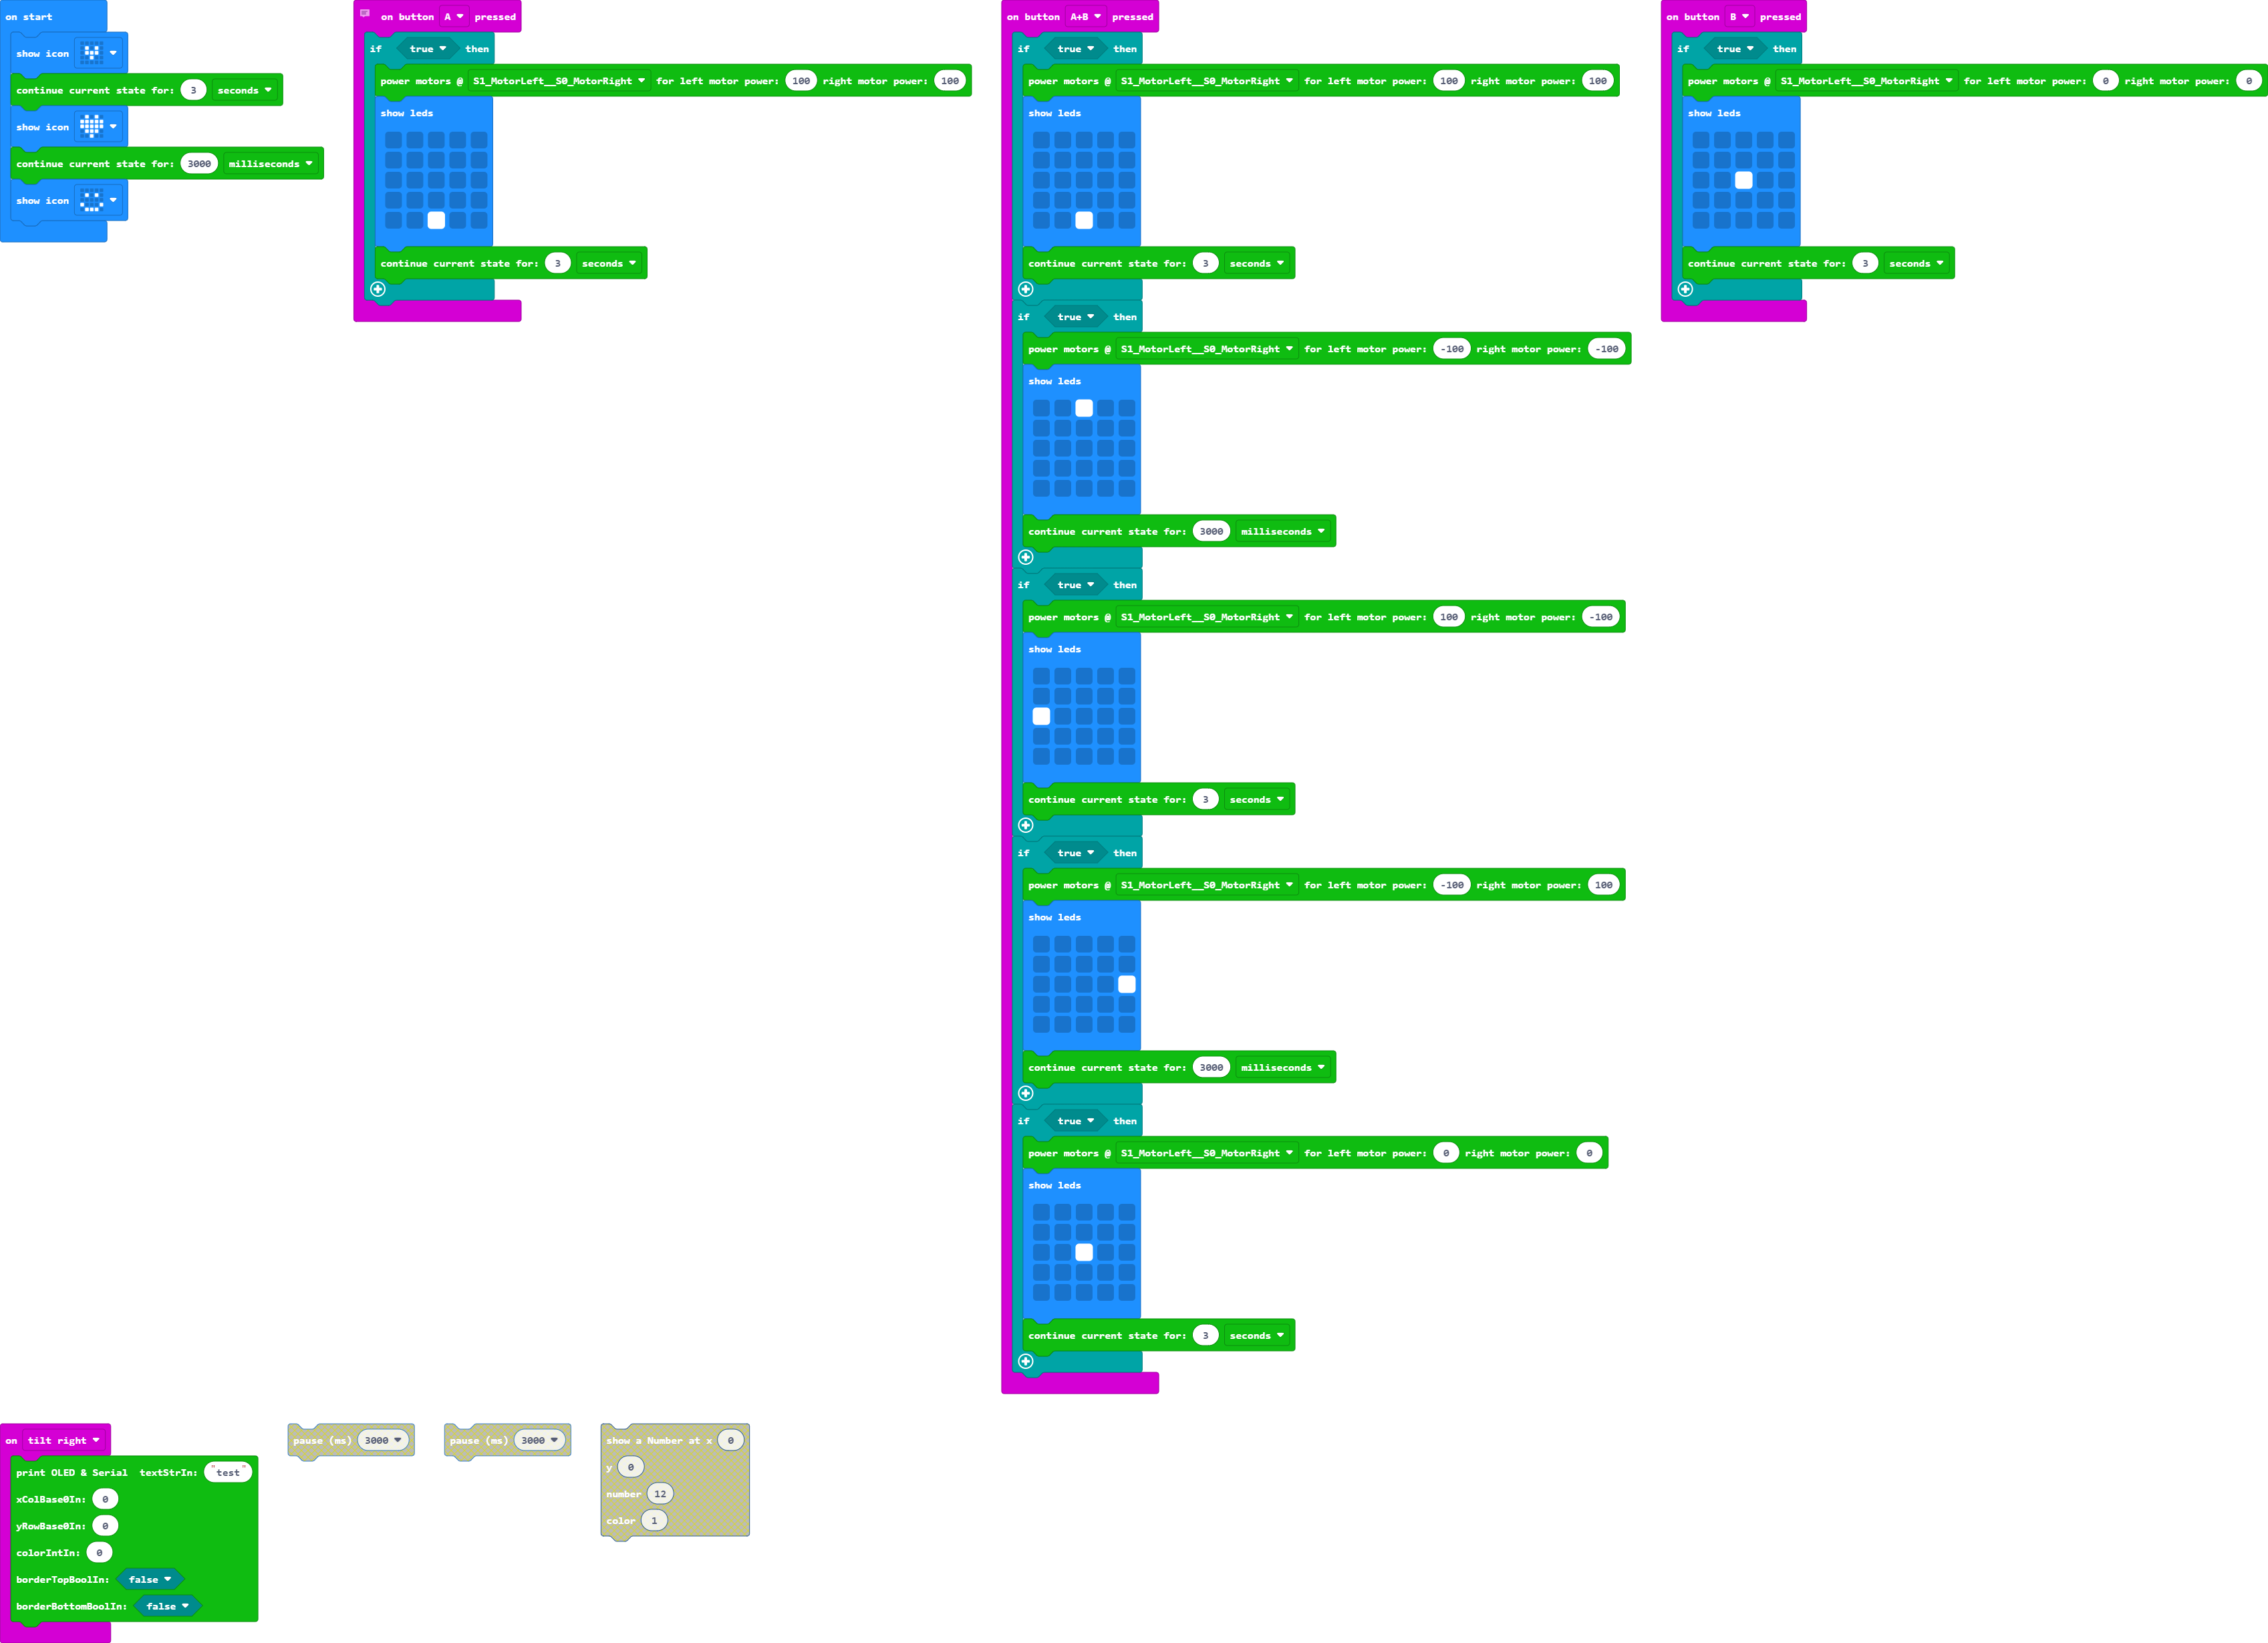 on start
show icon
continue current state for: 3 seconds
show icon
continue current state for: 3000 milliseconds
show icon
on button A pressed
if true then
power motors @ S1_MotorLeft__S0_MotorRight for left motor power: 100 right motor power: 100
show leds
continue current state for: 3 seconds
on button A+B pressed
if true then
power motors @ S1_MotorLeft__S0_MotorRight for left motor power: 100 right motor power: 100
show leds
continue current state for: 3 seconds
if true then
power motors @ S1_MotorLeft__S0_MotorRight for left motor power: -100 right motor power: -100
show leds
continue current state for: 3000 milliseconds
if true then
power motors @ S1_MotorLeft__S0_MotorRight for left motor power: 100 right motor power: -100
show leds
continue current state for: 3 seconds
if true then
power motors @ S1_MotorLeft__S0_MotorRight for left motor power: -100 right motor power: 100
show leds
continue current state for: 3000 milliseconds
if true then
power motors @ S1_MotorLeft__S0_MotorRight for left motor power: 0 right motor power: 0
show leds
continue current state for: 3 seconds
on button B pressed
if true then
power motors @ S1_MotorLeft__S0_MotorRight for left motor power: 0 right motor power: 0
show leds
continue current state for: 3 seconds
on tilt right
print OLED & Serial textStrIn: "test"
xColBase0In: 0
yRowBase0In: 0
colorIntIn: 0
borderTopBoolIn: false
borderBottomBoolIn: false
pause (ms) 3000
pause (ms) 3000
show a Number at x 0
y 0
number 12
color 1